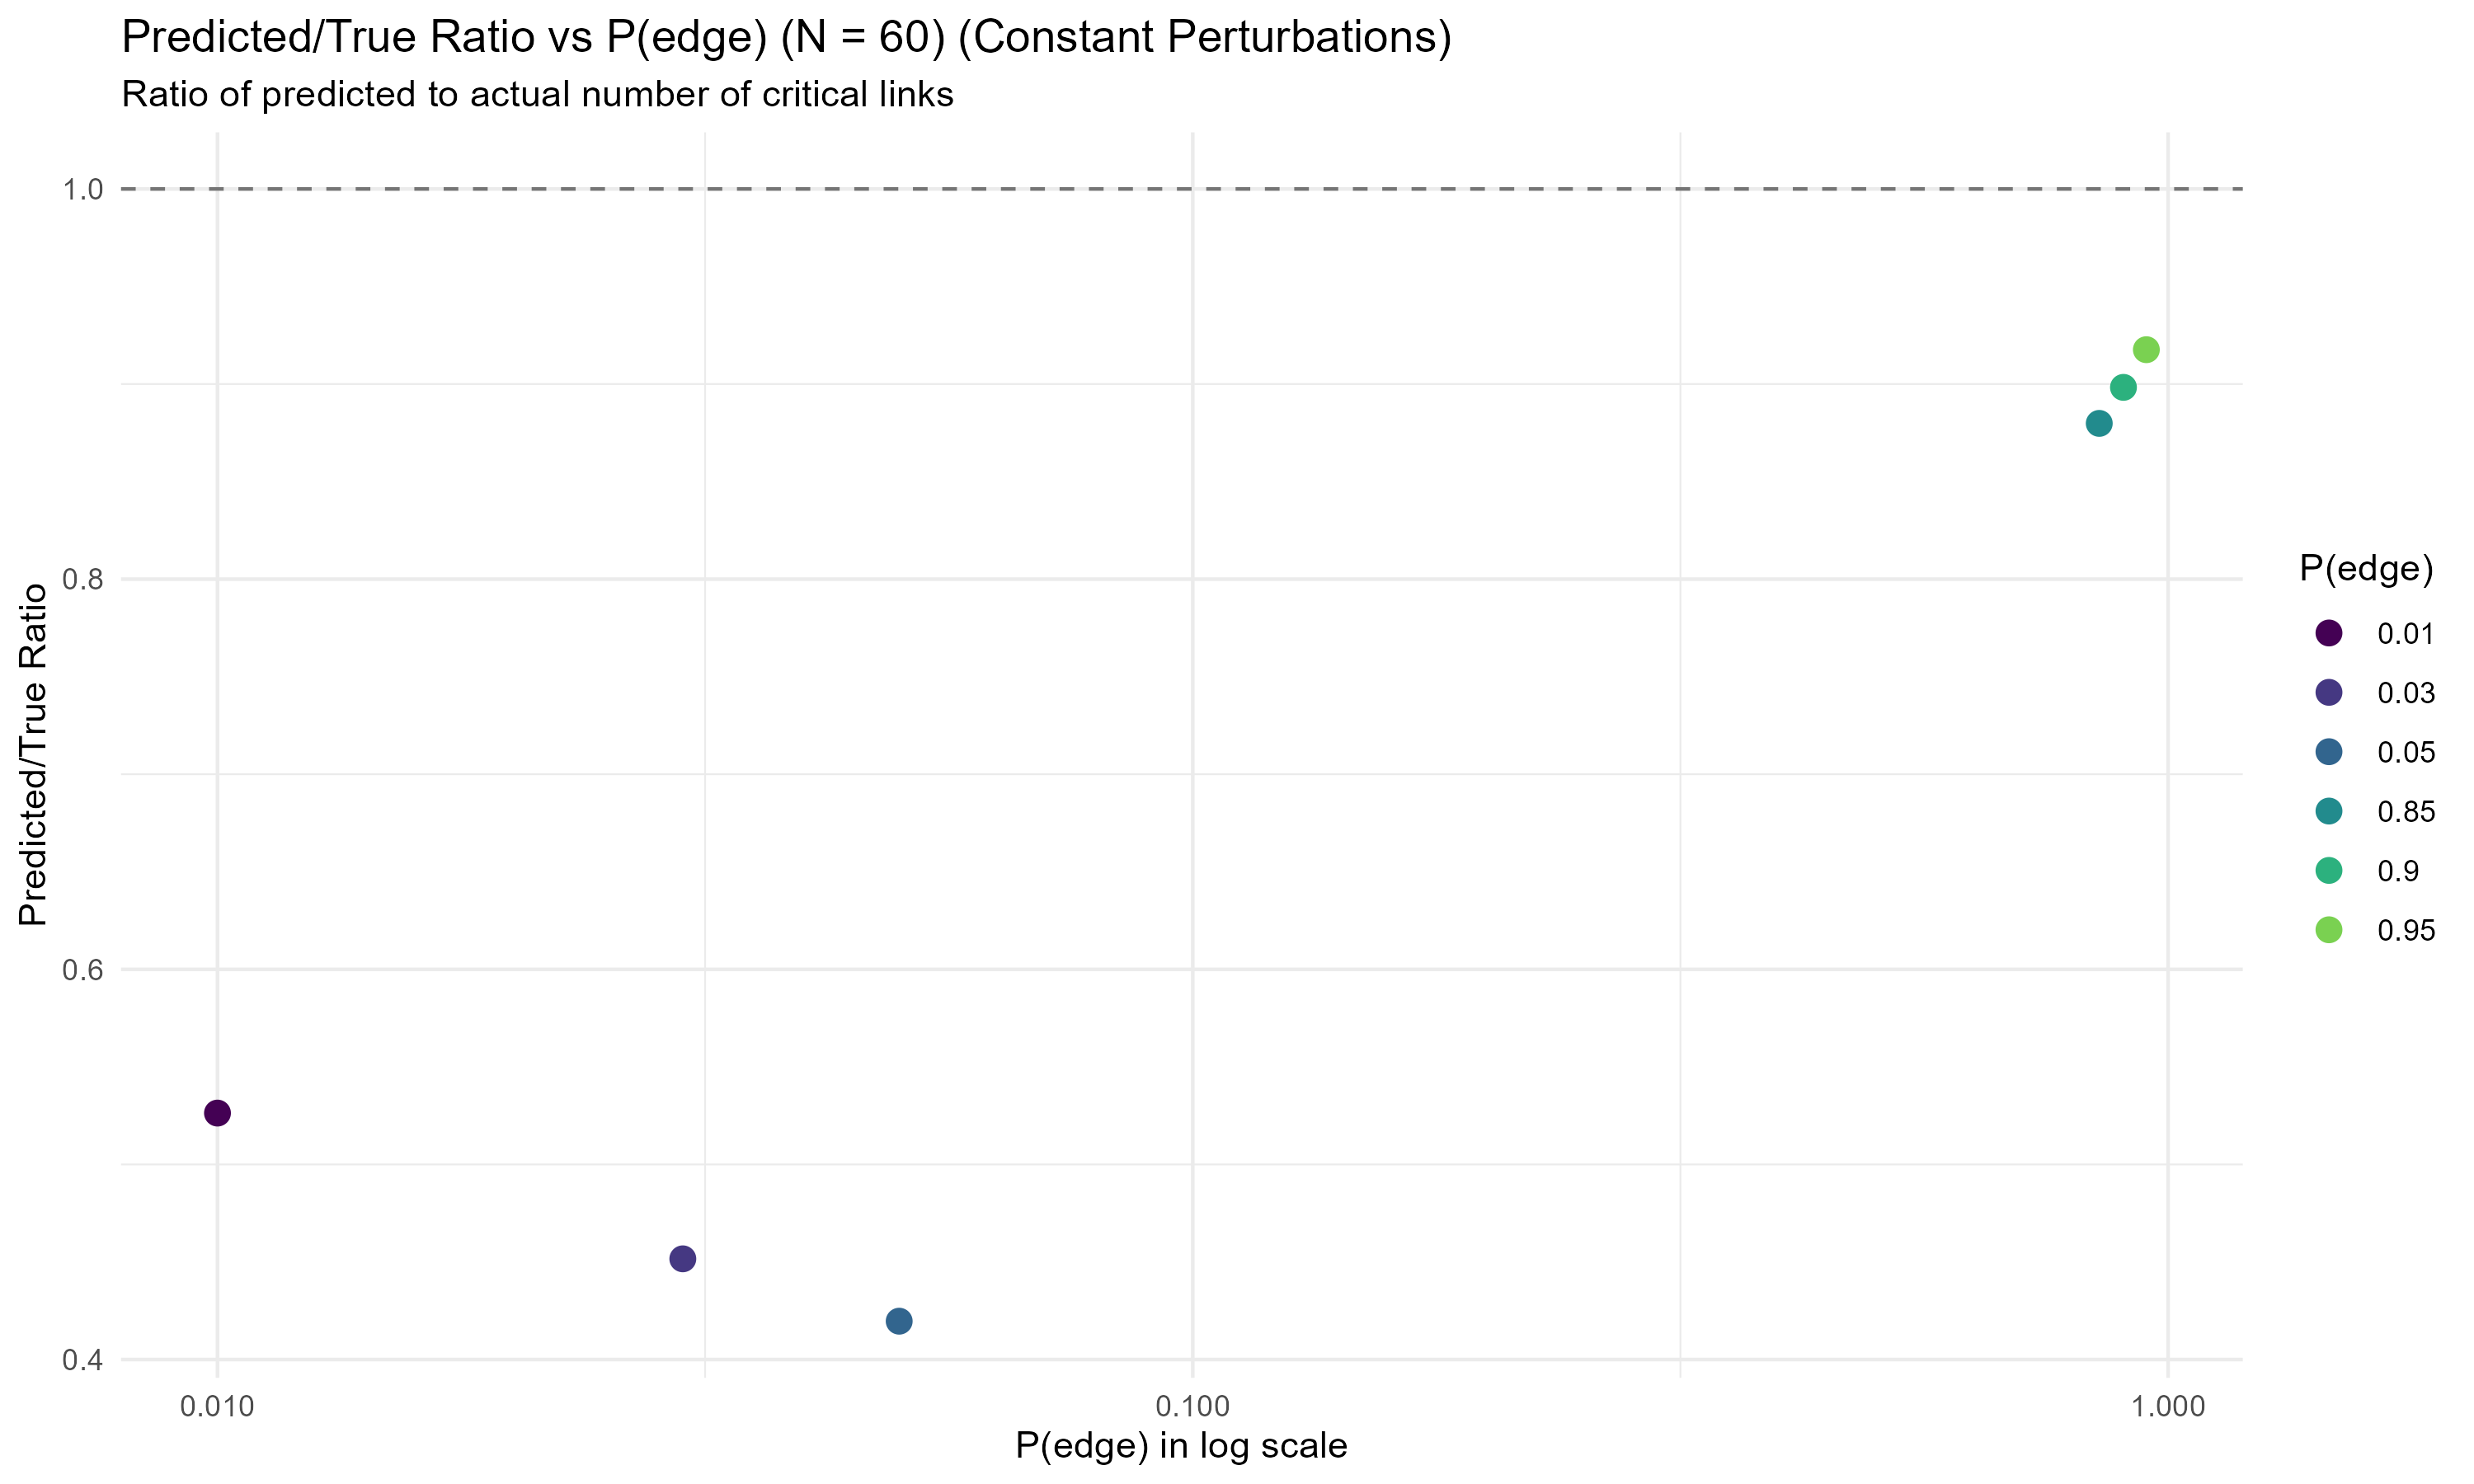 Predicted/True Ratio vs P(edge) (N = 60) (Constant Perturbations)
Ratio of predicted to actual number of critical links
Predicted/True Ratio
1.0
0.8
0.6
0.4
0.010
0.100
1.000
P(edge) in log scale
P(edge)
0.01
0.03
0.05
0.85
0.9
0.95